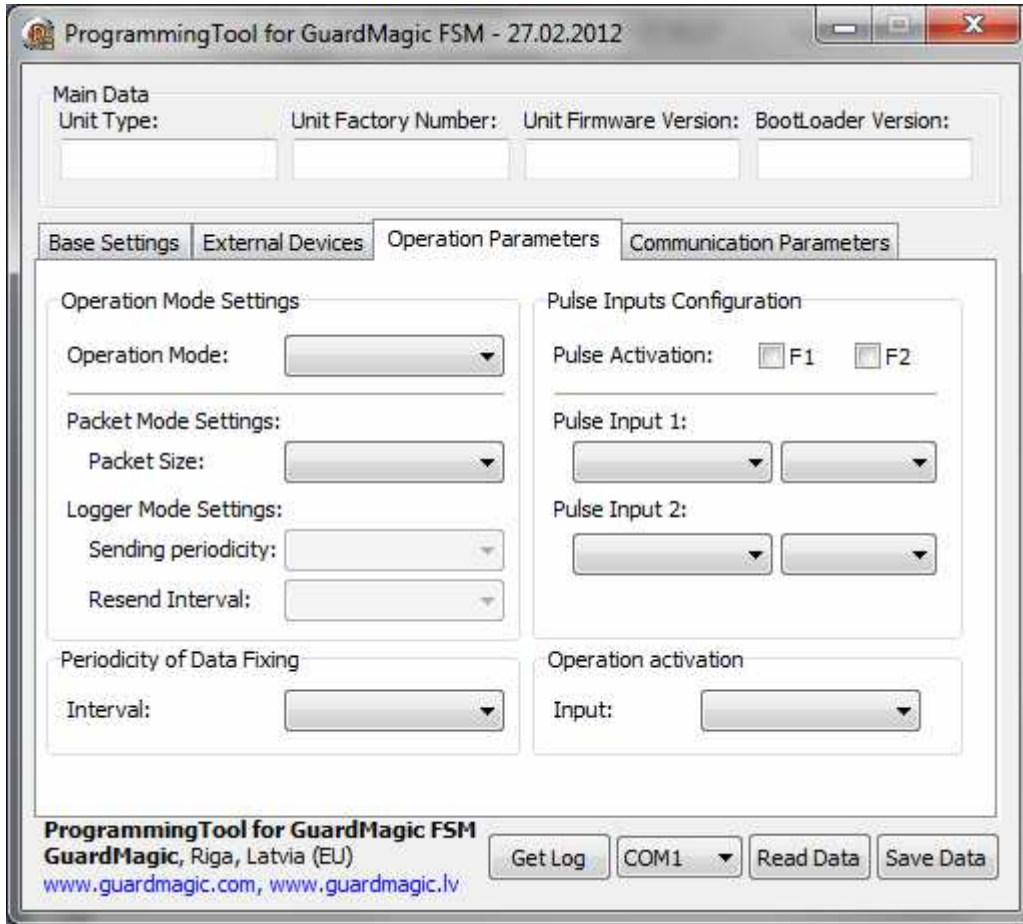 ProgrammingTool for GuardMagic FSM - 27.02.2012
Main Data
Unit Type: Unit Factory Number: Unit Firmware Version: BootLoader Version:
Base Settings External Devices Operation Parameters Communication Parameters
Operation Mode Settings
Operation Mode:
Packet Mode Settings:
Packet Size:
Logger Mode Settings:
Sending periodicity:
Resend Interval:
Pulse Inputs Configuration
Pulse Activation: F1 F2
Pulse Input 1:
Pulse Input 2:
Periodicity of Data Fixing
Interval:
Operation activation
Input:
ProgrammingTool for GuardMagic FSM
GuardMagic, Riga, Latvia (EU)
www.guardmagic.com, www.guardmagic.lv
Get Log COM1 Read Data Save Data